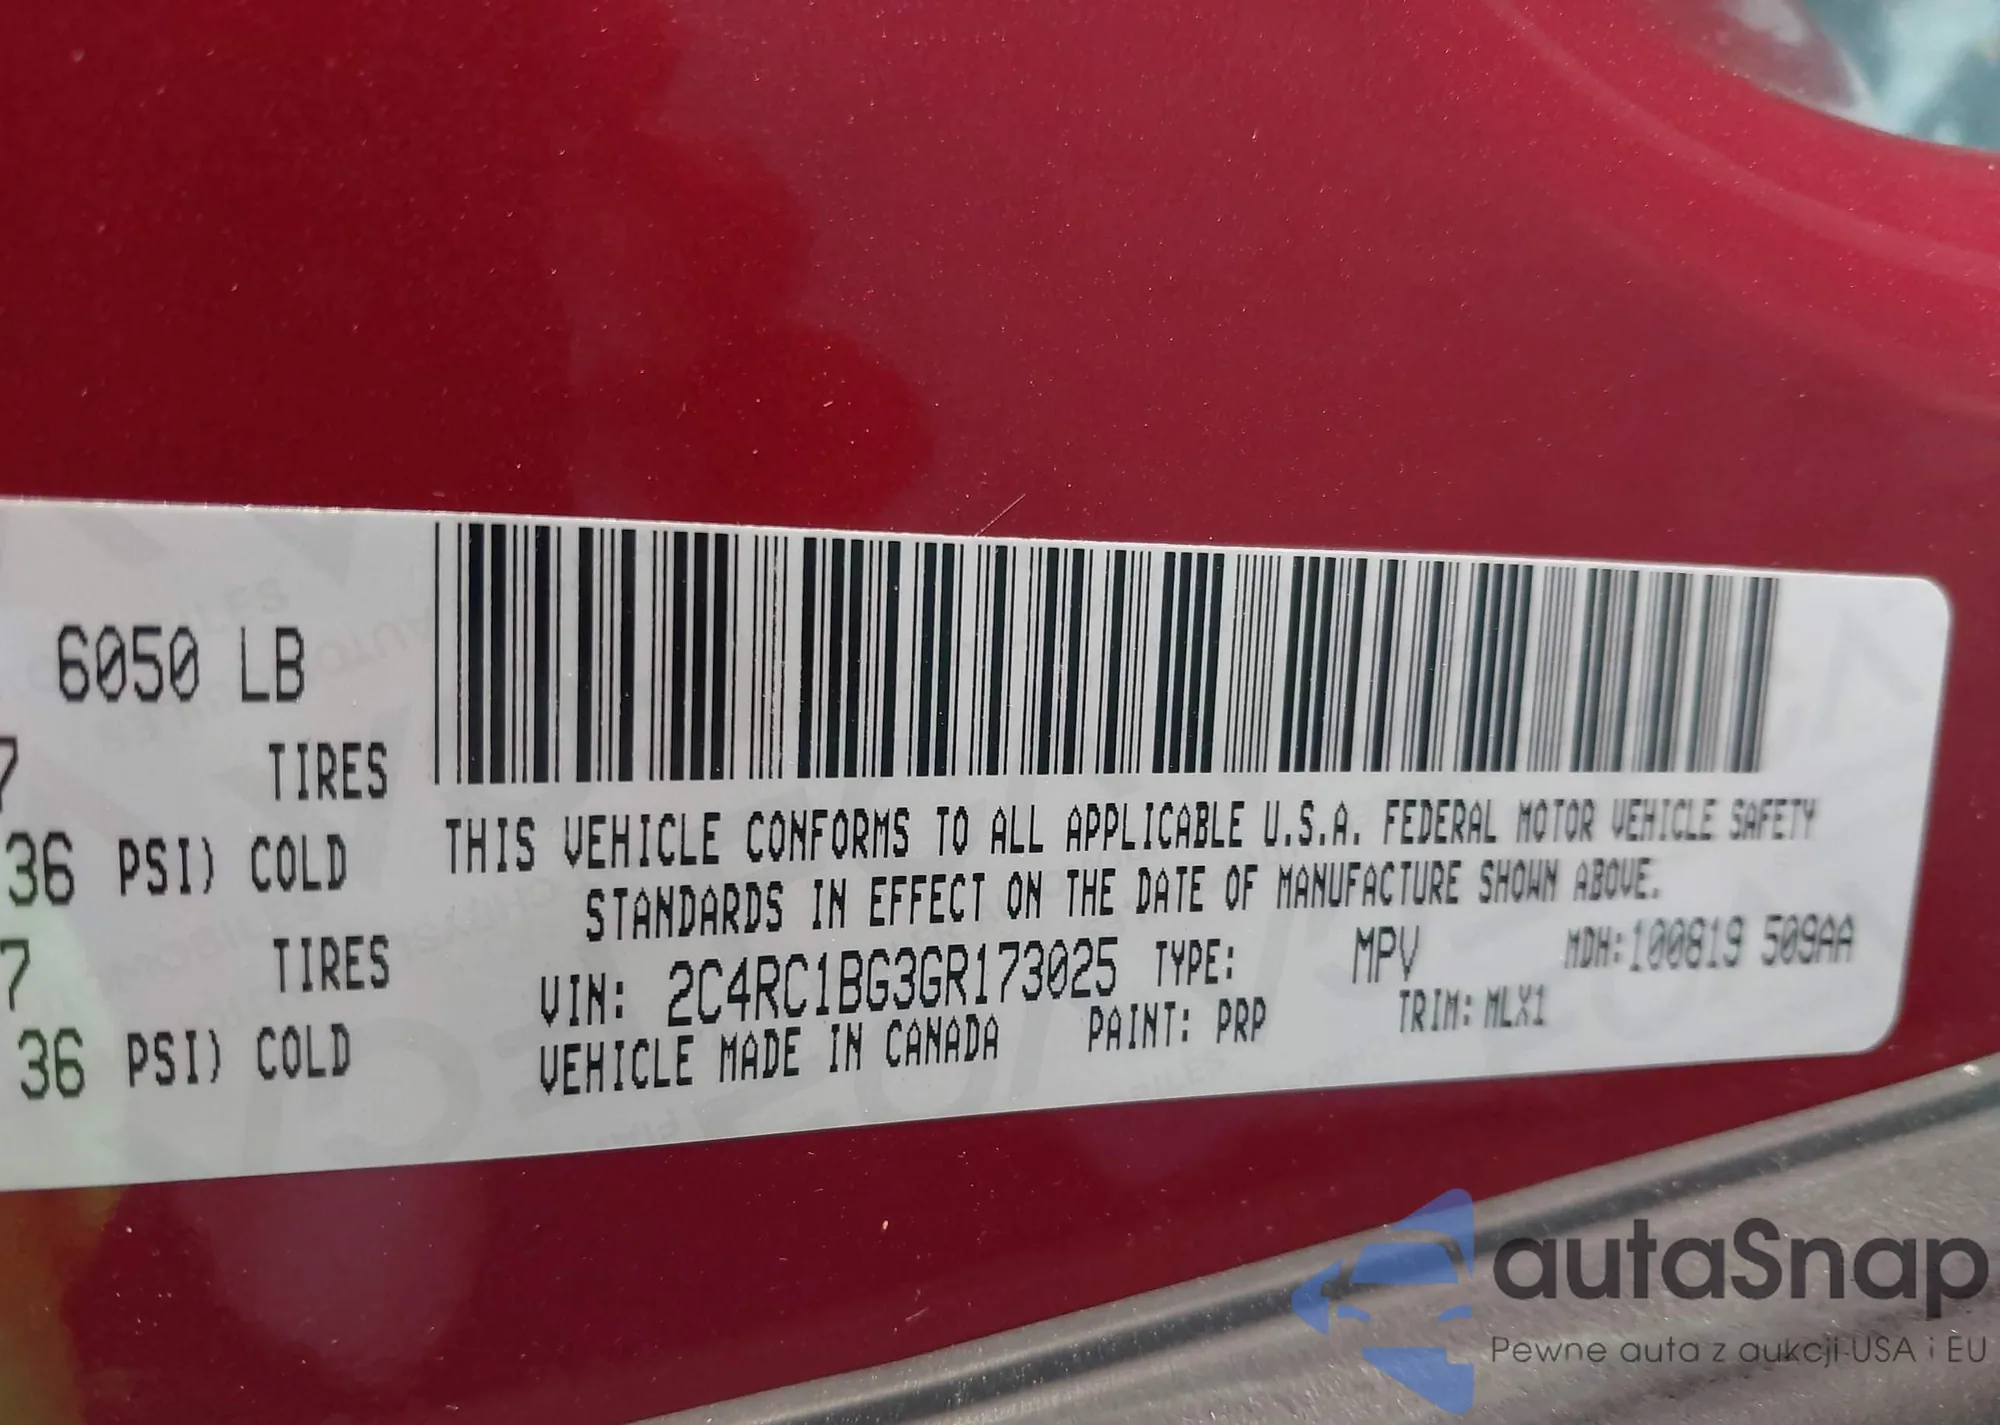 6050 LB
7 TIRES
36 PSI) COLD
7 TIRES
36 PSI) COLD
THIS VEHICLE CONFORMS TO ALL APPLICABLE U.S.A. FEDERAL MOTOR VEHICLE SAFETY
STANDARDS IN EFFECT ON THE DATE OF MANUFACTURE SHOWN ABOVE.
VIN: 2C4RC1BG3GR173025 TYPE: MPV MDH:100819 509AA
VEHICLE MADE IN CANADA PAINT: PRP TRIM: MLX1
autaSnap
Pewne auta z aukcji USA i EU